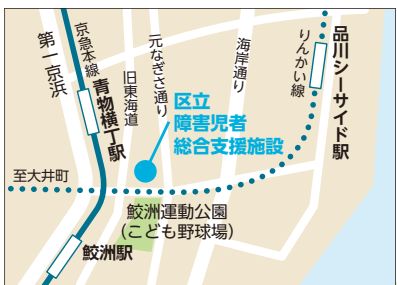 第一京浜
京急本線
青物横丁駅
旧東海道
元なぎさ通り
海岸通り
りんかい線
品川シーサイド駅
区立
障害児者
総合支援施設
至大井町
鮫洲運動公園
(こども野球場)
鮫洲駅